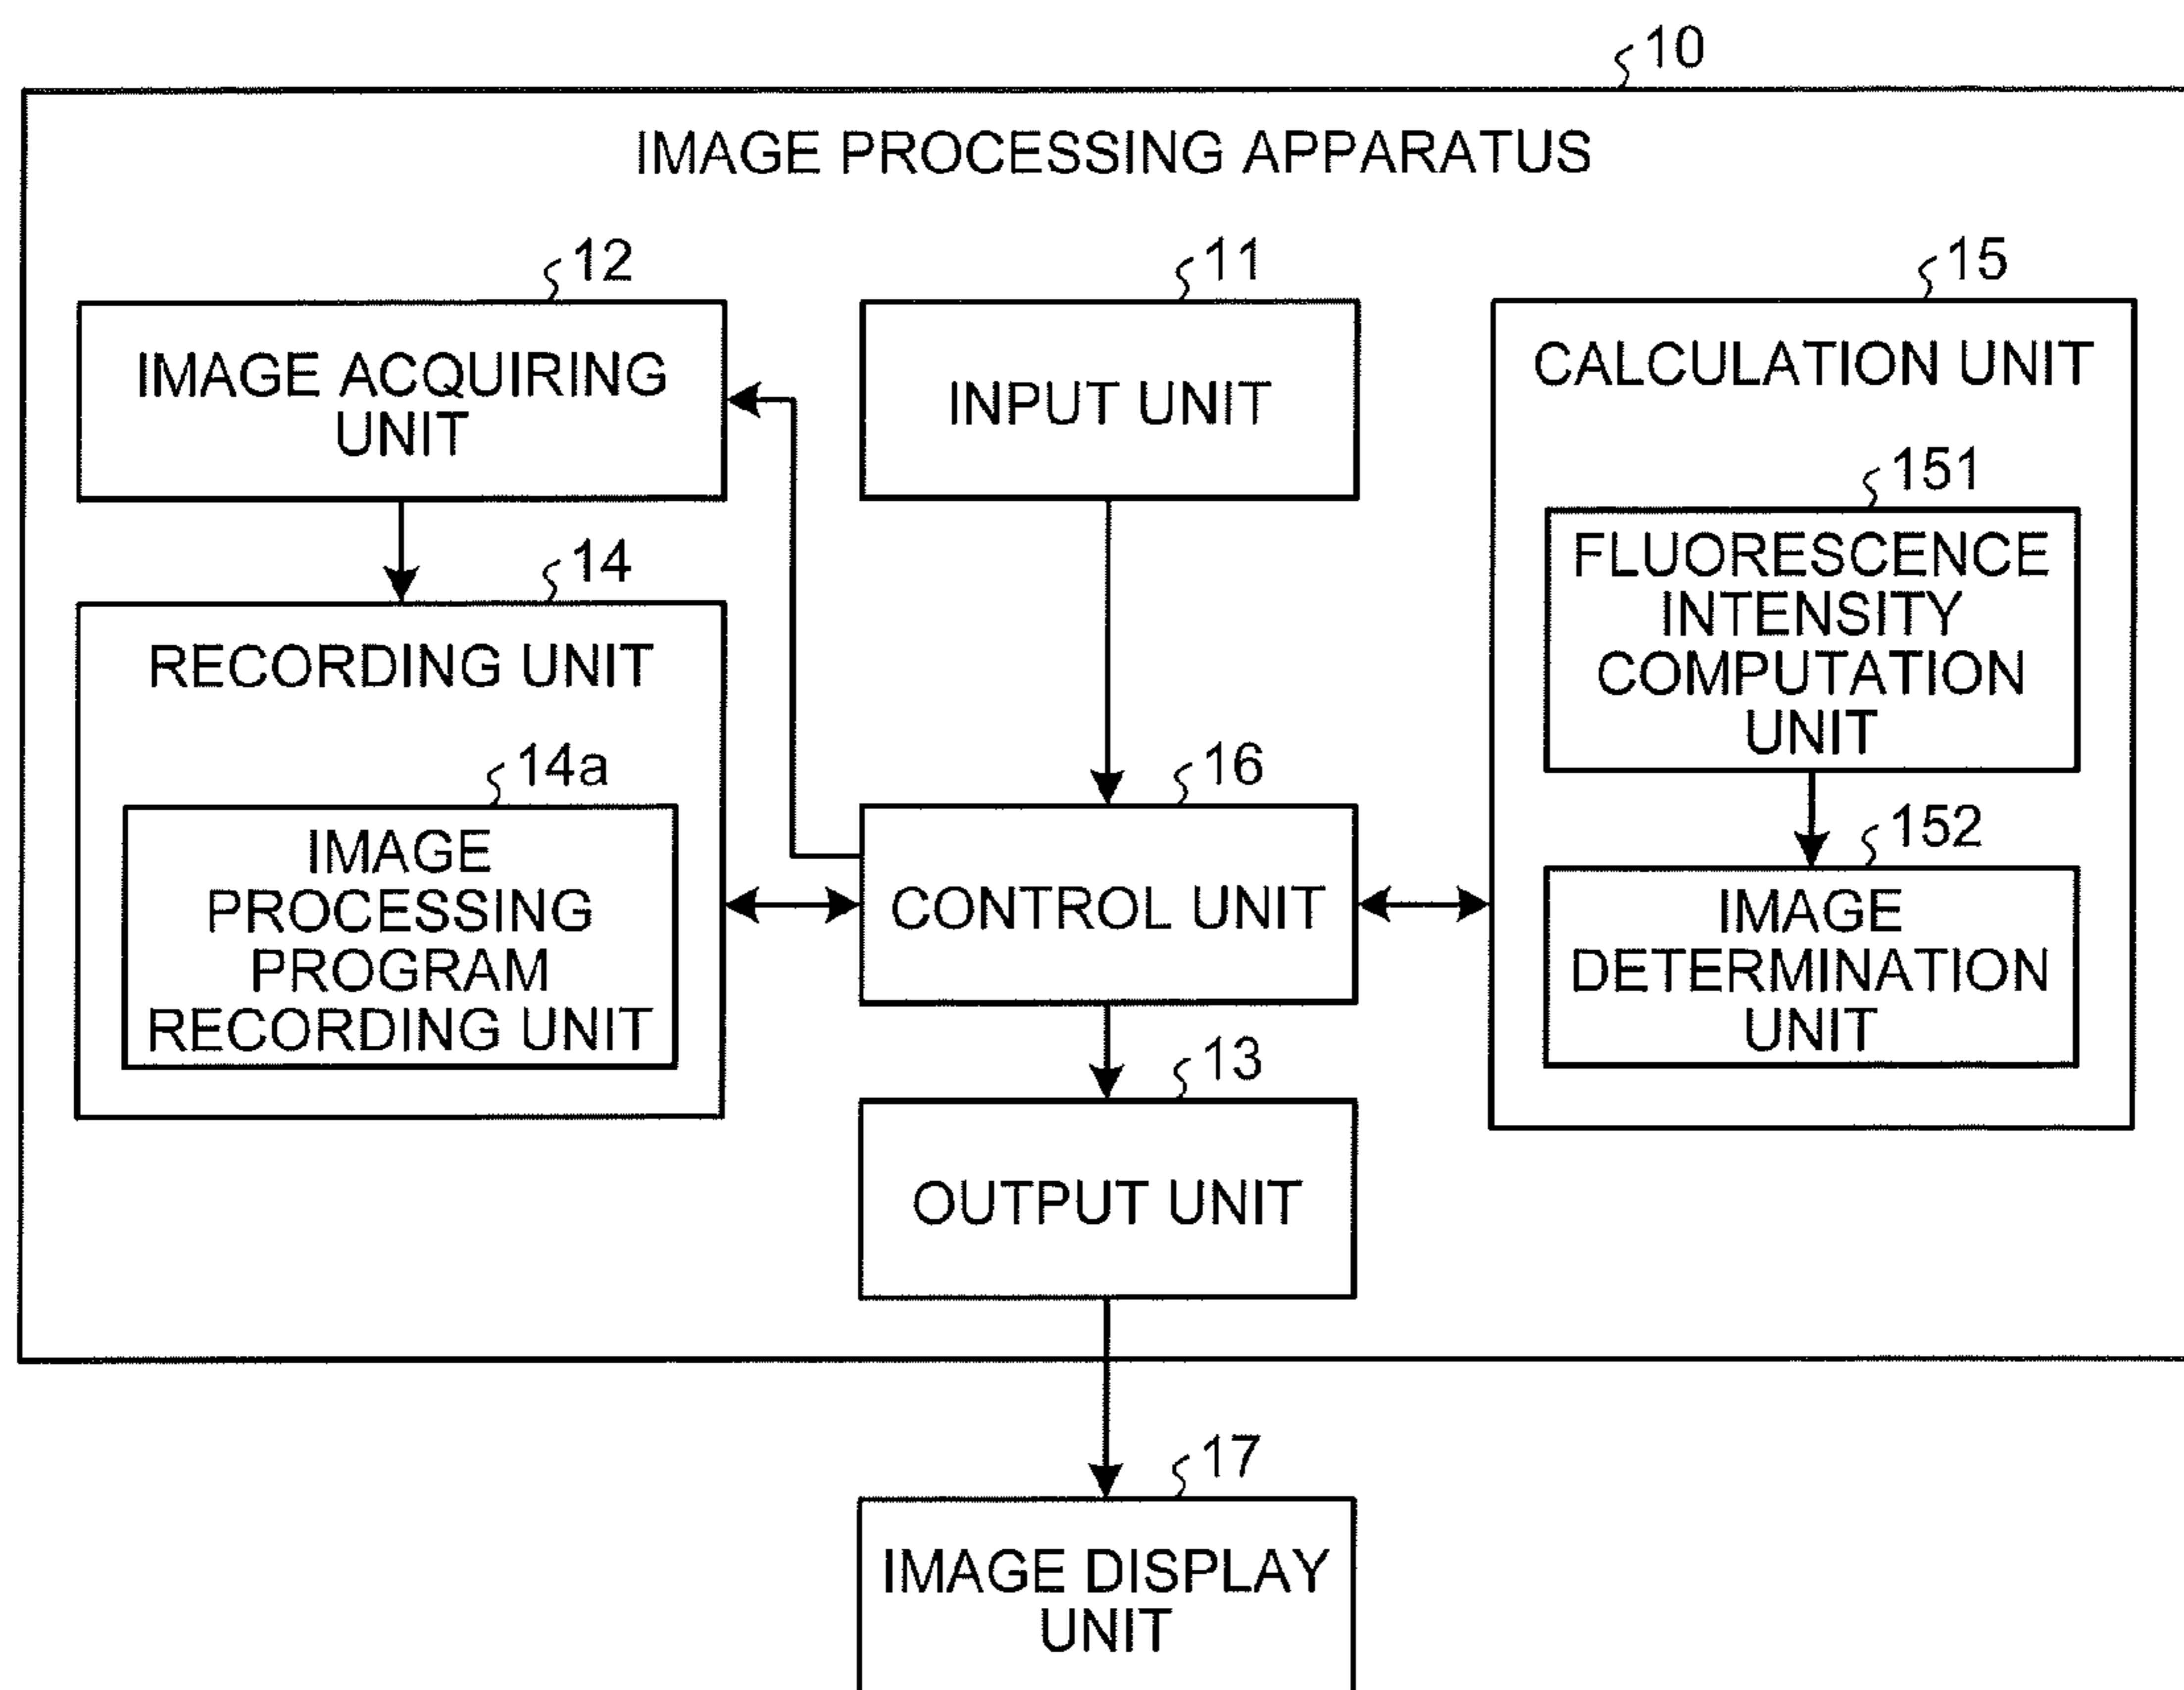 10
IMAGE PROCESSING APPARATUS
12
IMAGE ACQUIRING
UNIT
11
INPUT UNIT
15
CALCULATION UNIT
151
FLUORESCENCE
INTENSITY
COMPUTATION
UNIT
14
RECORDING UNIT
14a
IMAGE
PROCESSING
PROGRAM
RECORDING UNIT
16
CONTROL UNIT
152
IMAGE
DETERMINATION
UNIT
13
OUTPUT UNIT
17
IMAGE DISPLAY
UNIT